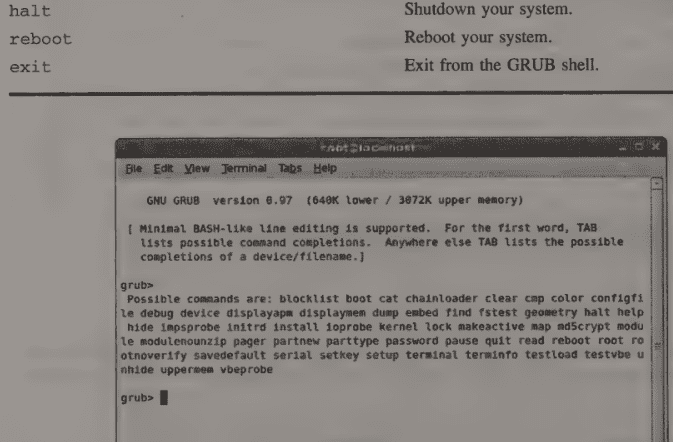 halt Shutdown your system.
reboot Reboot your system.
exit Exit from the GRUB shell.
File Edit View Terminal Tabs Help
GNU GRUB version 0.97 (640K lower / 3072K upper memory)
[ Minimal BASH-like line editing is supported. For the first word, TAB
lists possible command completions. Anywhere else TAB lists the possible
completions of a device/filename.]
grub>
Possible commands are: blocklist boot cat chainloader clear cmp color configfi
le debug device displayapm displaymem dump embed find fstest geometry halt help
hide impsprobe initrd install ioprobe kernel lock makeactive map md5crypt modu
le modulenounzip pager partnew parttype password pause quit read reboot root ro
otnoverify savedefault serial setkey setup terminal terminfo testload testvbe u
nhide uppermem vbeprobe
grub>